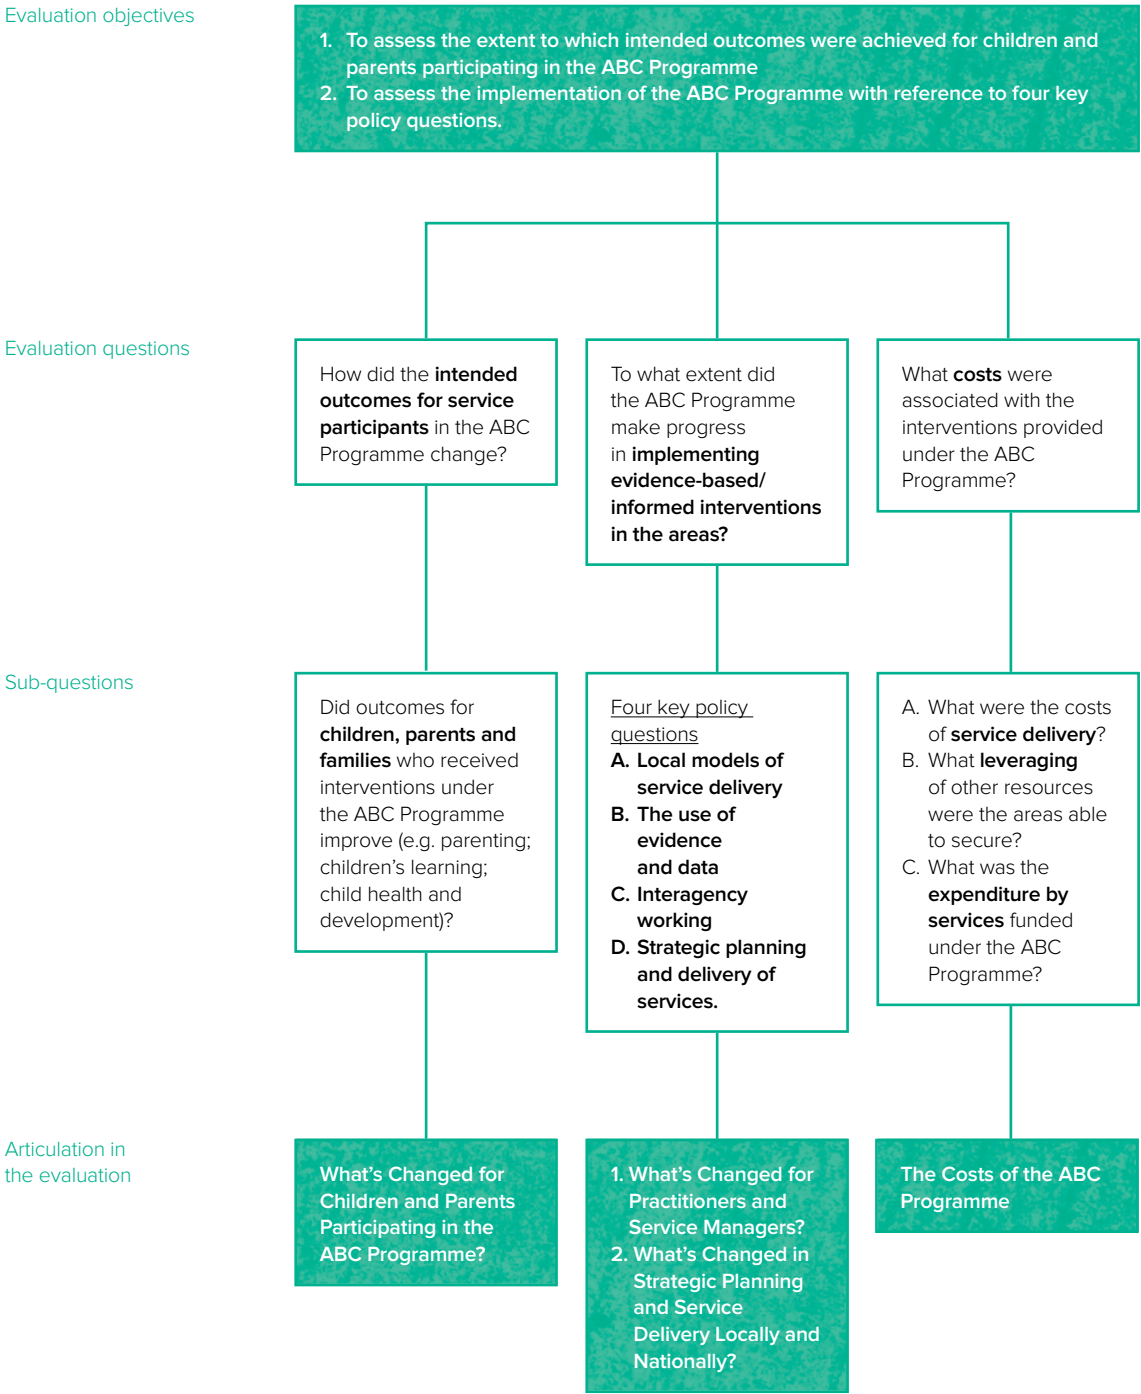 Evaluation objectives
1. To assess the extent to which intended outcomes were achieved for children and
parents participating in the ABC Programme
2. To assess the implementation of the ABC Programme with reference to four key
policy questions.
Evaluation questions
How did the intended
outcomes for service
participants in the ABC
Programme change?
To what extent did
the ABC Programme
make progress
in implementing
evidence-based/
informed interventions
in the areas?
What costs were
associated with the
interventions provided
under the ABC
Programme?
Sub-questions
Did outcomes for
children, parents and
families who received
interventions under
the ABC Programme
improve (e.g. parenting;
children’s learning;
child health and
development)?
Four key policy
questions
A. Local models of
service delivery
B. The use of
evidence
and data
C. Interagency
working
D. Strategic planning
and delivery of
services.
A. What were the costs
of service delivery?
B. What leveraging
of other resources
were the areas able
to secure?
C. What was the
expenditure by
services funded
under the ABC
Programme?
Articulation in
the evaluation
What’s Changed for
Children and Parents
Participating in the
ABC Programme?
1. What’s Changed for
Practitioners and
Service Managers?
2. What’s Changed in
Strategic Planning
and Service
Delivery Locally and
Nationally?
The Costs of the ABC
Programme